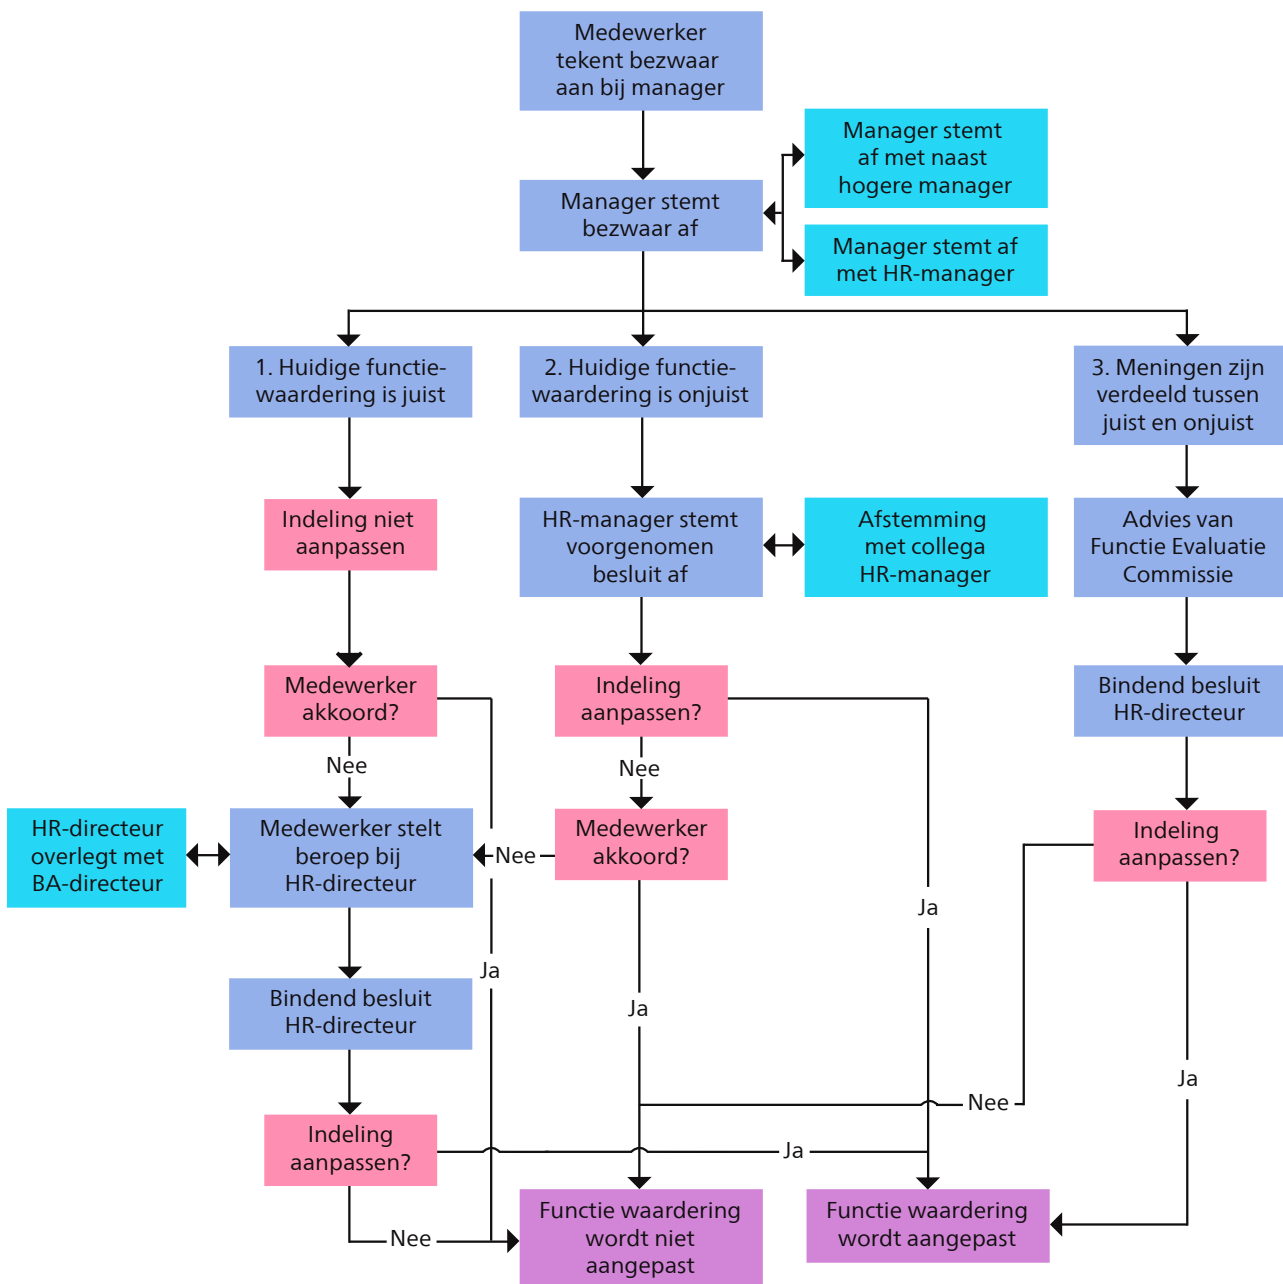 Medewerker
tekent bezwaar
aan bij manager
Manager stemt
af met naast
hogere manager
Manager stemt
bezwaar af
Manager stemt af
met HR-manager
1. Huidige functie-
waardering is juist
2. Huidige functie-
waardering is onjuist
3. Meningen zijn
verdeeld tussen
juist en onjuist
Indeling niet
aanpassen
HR-manager stemt
voorgenomen
besluit af
Afstemming
met collega
HR-manager
Advies van
Functie Evaluatie
Commissie
Medewerker
akkoord?
Indeling
aanpassen?
Bindend besluit
HR-directeur
Nee
Nee
HR-directeur
overlegt met
BA-directeur
Medewerker stelt
beroep bij
HR-directeur
Nee
Medewerker
akkoord?
Indeling
aanpassen?
Ja
Ja
Bindend besluit
HR-directeur
Ja
Ja
Nee
Indeling
aanpassen?
Ja
Nee
Functie waardering
wordt niet
aangepast
Functie waardering
wordt aangepast